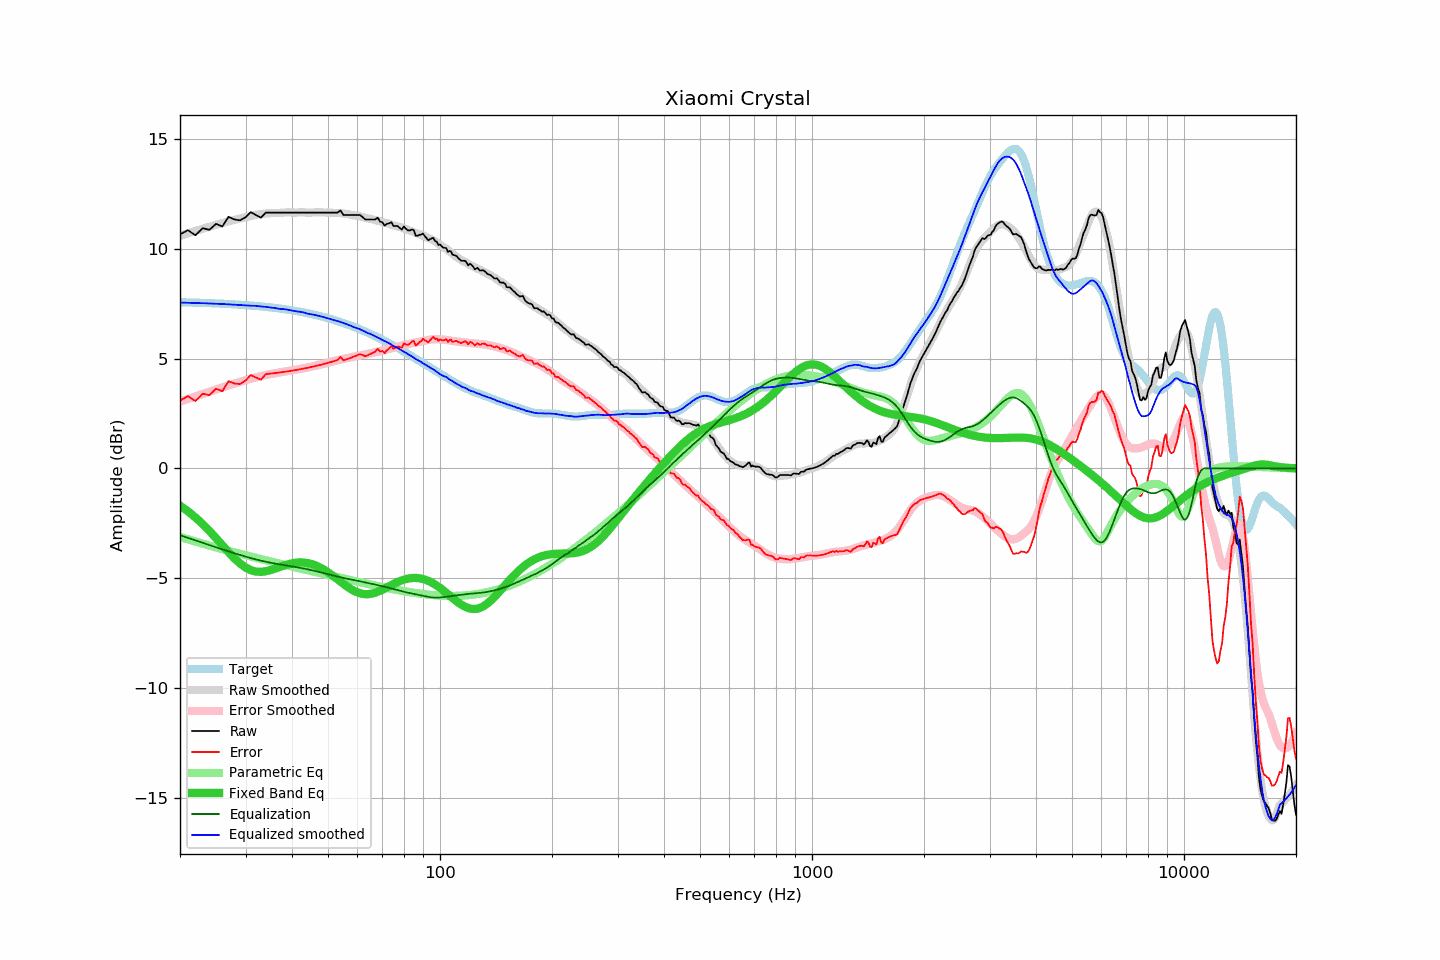 Xiaomi Crystal
15
10
5
0
−5
−10
−15
Amplitude (dBr)
Target
Raw Smoothed
Error Smoothed
Raw
Error
Parametric Eq
Fixed Band Eq
Equalization
Equalized smoothed
100 1000 10000
Frequency (Hz)